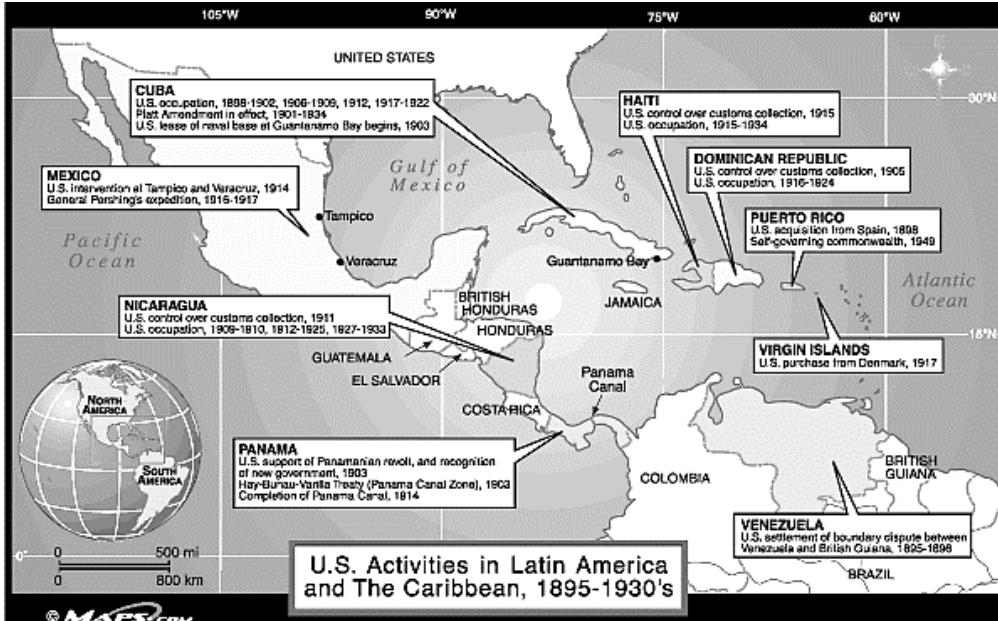 105°W 90°W 75°W 60°W
UNITED STATES
30°N
CUBA
U.S. occupation, 1898-1902, 1906-1909, 1912, 1917-1922
Platt Amendment in effect, 1901-1934
U.S. lease of naval base at Guantanamo Bay begins, 1903
HAITI
U.S. control over customs collection, 1915
U.S. occupation, 1915-1934
DOMINICAN REPUBLIC
U.S. control over customs collection, 1905
U.S. occupation, 1916-1924
MEXICO
U.S. intervention at Tampico and Veracruz, 1914
General Pershing's expedition, 1916-1917
Gulf of
Mexico
PUERTO RICO
U.S. acquisition from Spain, 1898
Self-governing commonwealth, 1949
Tampico
Pacific
Ocean
Veracruz
Guantanamo Bay
Atlantic
Ocean
JAMAICA
BRITISH
HONDURAS
NICARAGUA
U.S. control over customs collection, 1911
U.S. occupation, 1909-1910, 1912-1925, 1927-1933
HONDURAS
15°N
GUATEMALA
EL SALVADOR
VIRGIN ISLANDS
U.S. purchase from Denmark, 1917
Panama
Canal
COSTA RICA
NORTH
AMERICA
SOUTH
AMERICA
PANAMA
U.S. support of Panamanian revolt, and recognition
of new government, 1903
Hay-Bunau-Varilla Treaty (Panama Canal Zone), 1903
Completion of Panama Canal, 1914
COLOMBIA
BRITISH
GUIANA
VENEZUELA
U.S. settlement of boundary dispute between
Venezuela and British Guiana, 1895-1896
BRAZIL
0°
0 500 mi
0 800 km
U.S. Activities in Latin America
and The Caribbean, 1895-1930's
© MAPS.COM